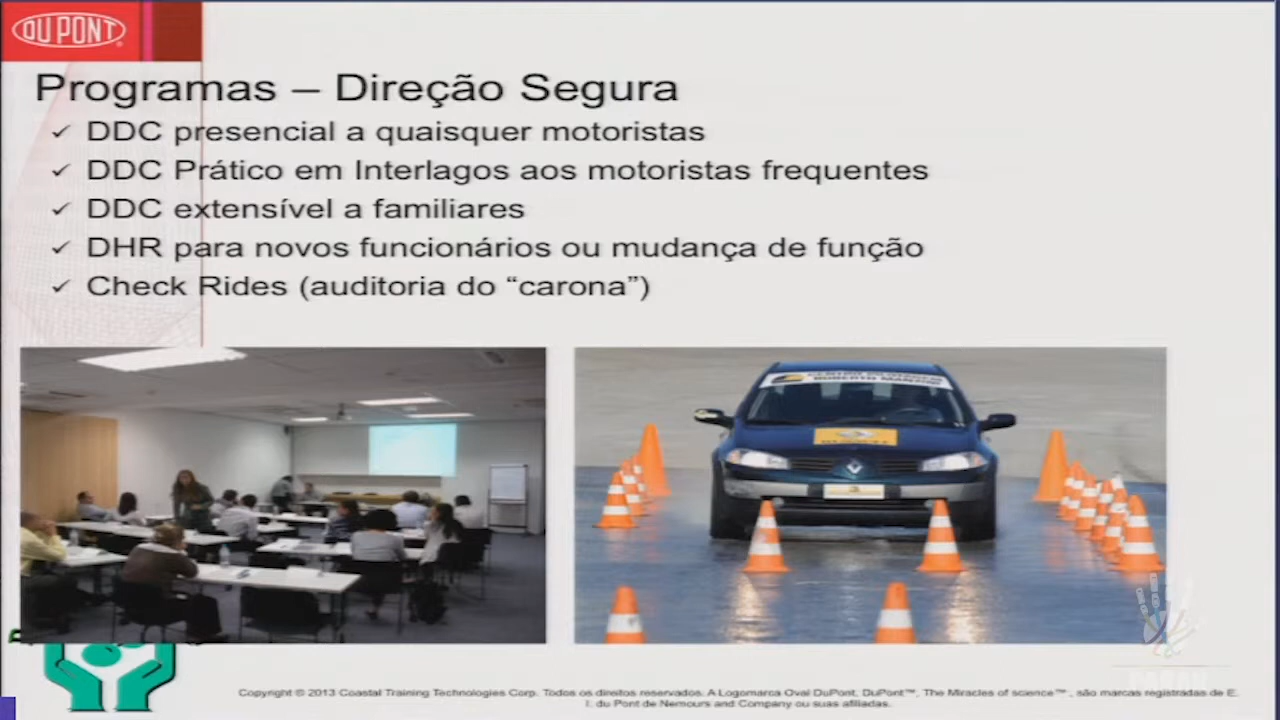 DU PONT
Programas – Direção Segura
✓ DDC presencial a quaisquer motoristas
✓ DDC Prático em Interlagos aos motoristas frequentes
✓ DDC extensível a familiares
✓ DHR para novos funcionários ou mudança de função
✓ Check Rides (auditoria do “carona”)
Copyright © 2013 Coastal Training Technologies Corp. Todos os direitos reservados. A Logomarca Oval DuPont, DuPont™, The Miracles of science™ , são marcas registradas de E.
I. du Pont de Nemours and Company ou suas afiliadas.